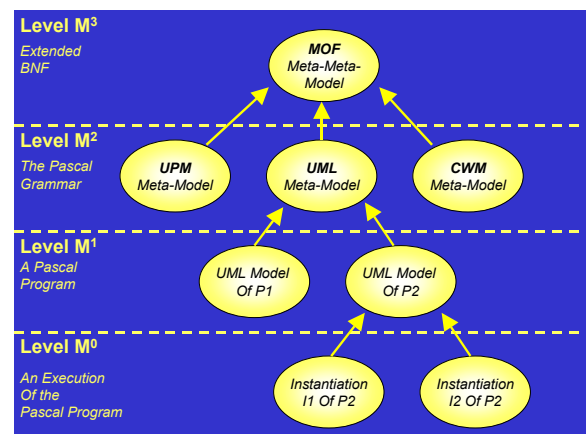 Level M³
Extended
BNF
MOF
Meta-Meta-
Model
Level M²
The Pascal
Grammar
UPM
Meta-Model
UML
Meta-Model
CWM
Meta-Model
Level M¹
A Pascal
Program
UML Model
Of P1
UML Model
Of P2
Level M⁰
An Execution
Of the
Pascal Program
Instantiation
I1 Of P2
Instantiation
I2 Of P2